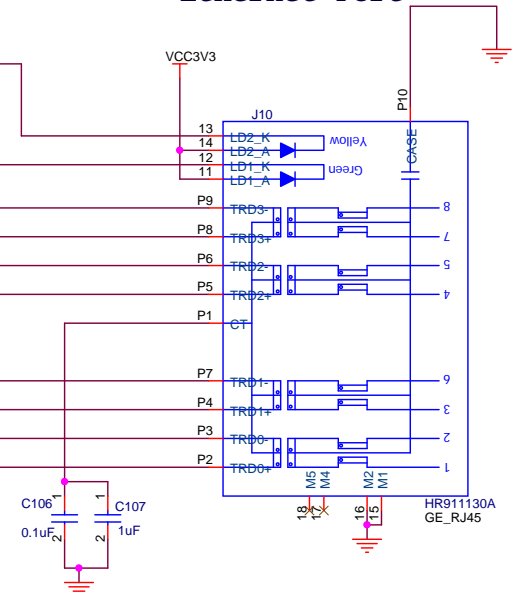 VCC3V3
J10
P10
13
LD2_K
Yellow
14
LD2_A
12
LD1_K
Green
11
LD1_A
CASE
P9
TRD3-
8
P8
TRD3+
7
P6
TRD2-
5
P5
TRD2+
4
P1
CT
P7
TRD1-
6
P4
TRD1+
3
P3
TRD0-
2
P2
TRD0+
1
M5
M4
M2
M1
18
17
16
15
HR911130A
GE_RJ45
C106
1
0.1uF
2
1
C107
1uF
2